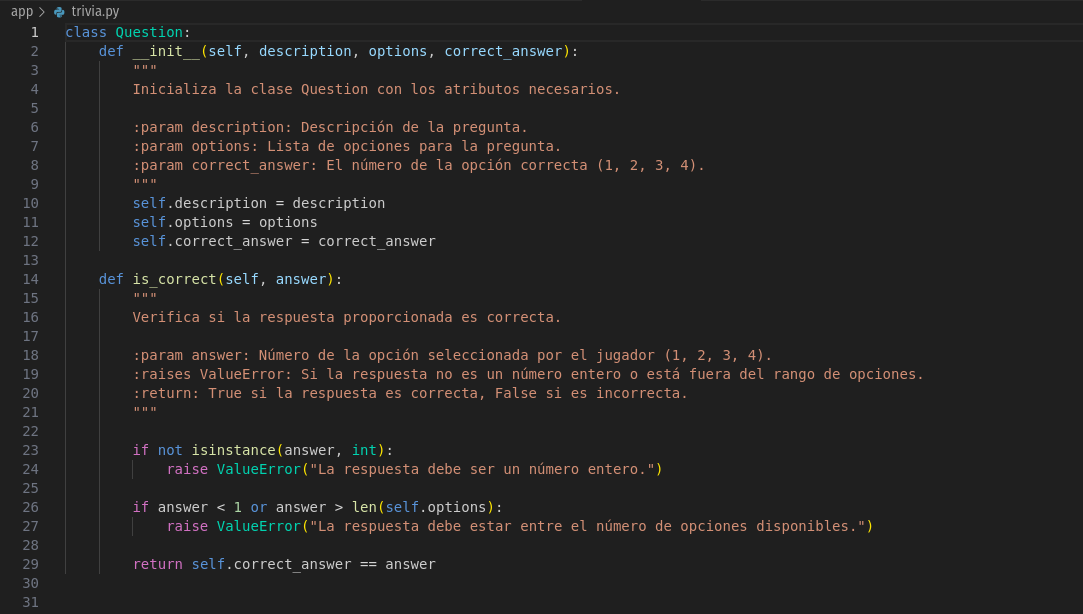 app > trivia.py
1 class Question:
2     def __init__(self, description, options, correct_answer):
3         """
4         Inicializa la clase Question con los atributos necesarios.
5
6         :param description: Descripción de la pregunta.
7         :param options: Lista de opciones para la pregunta.
8         :param correct_answer: El número de la opción correcta (1, 2, 3, 4).
9         """
10         self.description = description
11         self.options = options
12         self.correct_answer = correct_answer
13
14     def is_correct(self, answer):
15         """
16         Verifica si la respuesta proporcionada es correcta.
17
18         :param answer: Número de la opción seleccionada por el jugador (1, 2, 3, 4).
19         :raises ValueError: Si la respuesta no es un número entero o está fuera del rango de opciones.
20         :return: True si la respuesta es correcta, False si es incorrecta.
21         """
22
23         if not isinstance(answer, int):
24             raise ValueError("La respuesta debe ser un número entero.")
25
26         if answer < 1 or answer > len(self.options):
27             raise ValueError("La respuesta debe estar entre el número de opciones disponibles.")
28
29         return self.correct_answer == answer
30
31